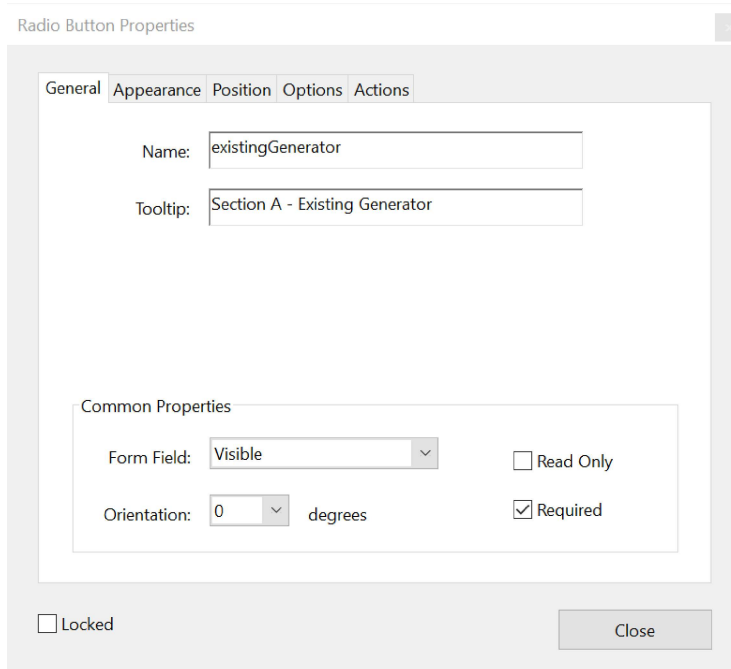 Radio Button Properties
General Appearance Position Options Actions
Name: existingGenerator
Tooltip: Section A - Existing Generator
Common Properties
Form Field: Visible
Read Only
Orientation: 0 degrees
Required
Locked
Close